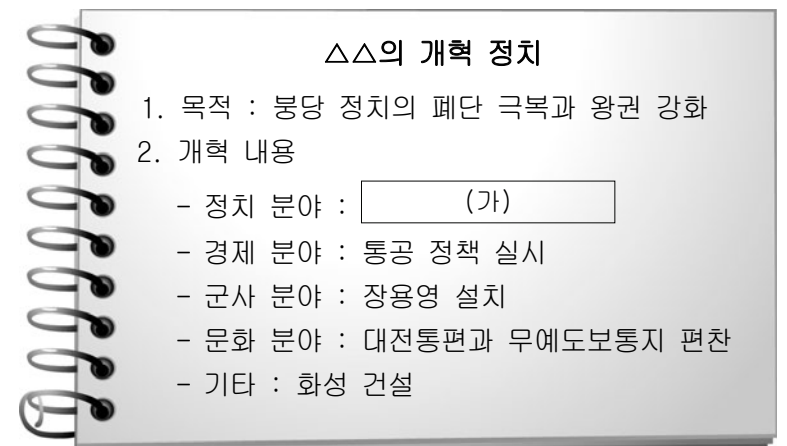 △△의 개혁 정치
1. 목적 : 붕당 정치의 폐단 극복과 왕권 강화
2. 개혁 내용
- 정치 분야 : (가)
- 경제 분야 : 통공 정책 실시
- 군사 분야 : 장용영 설치
- 문화 분야 : 대전통편과 무예도보통지 편찬
- 기타 : 화성 건설